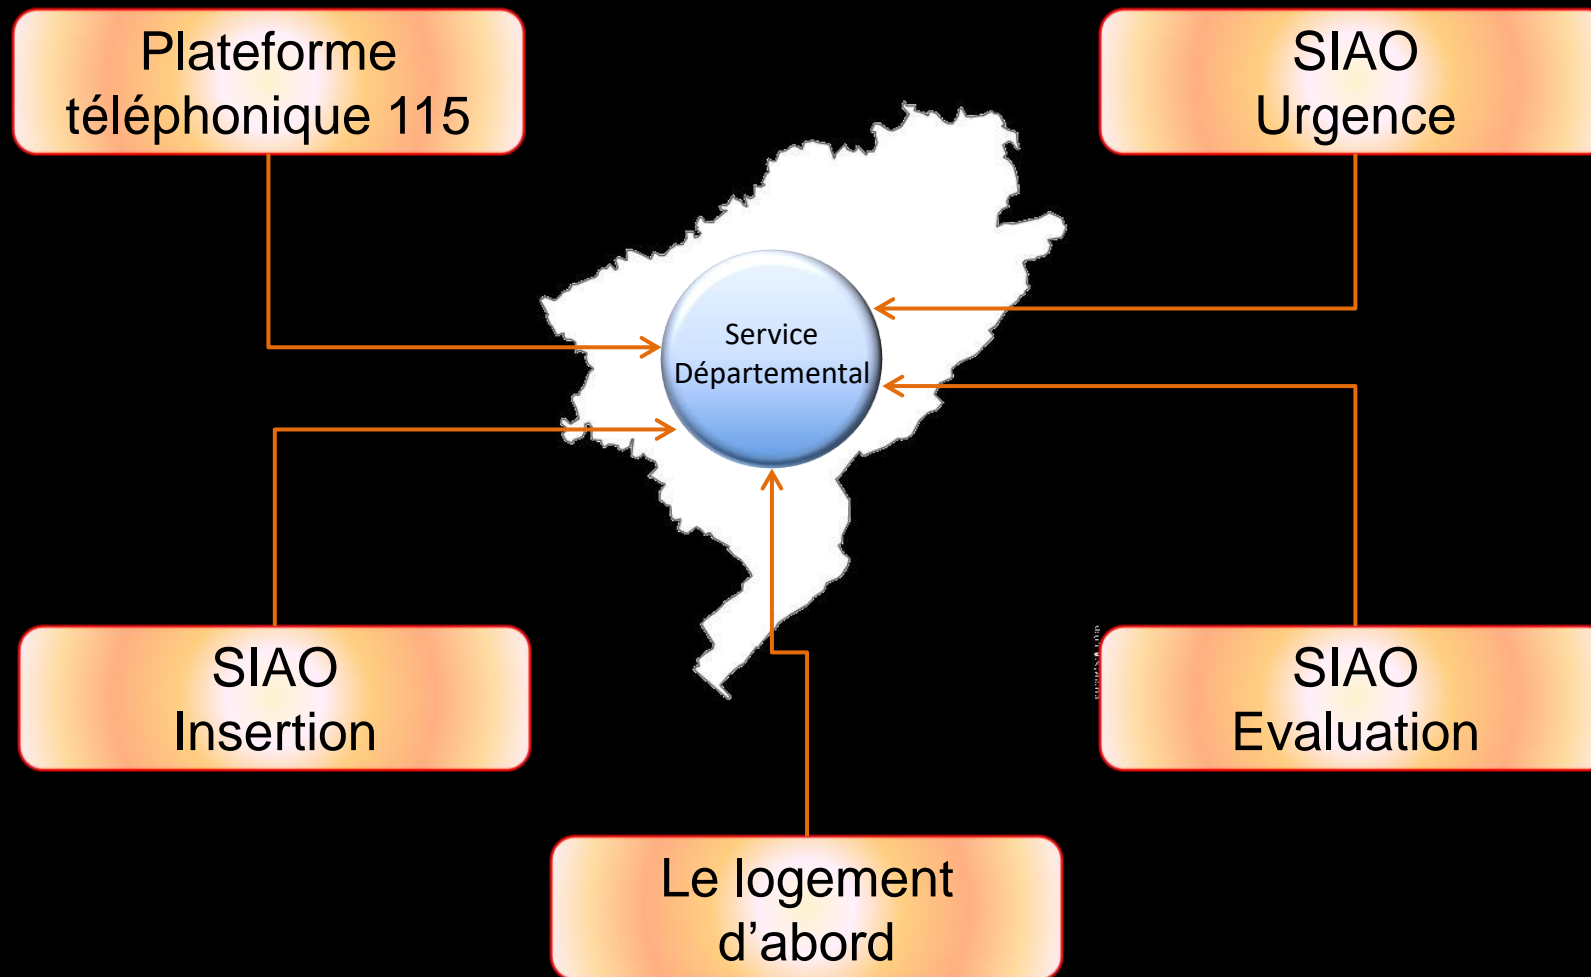 Plateforme
téléphonique 115
SIAO
Urgence
Service
Départemental
SIAO
Insertion
SIAO
Evaluation
Le logement
d’abord